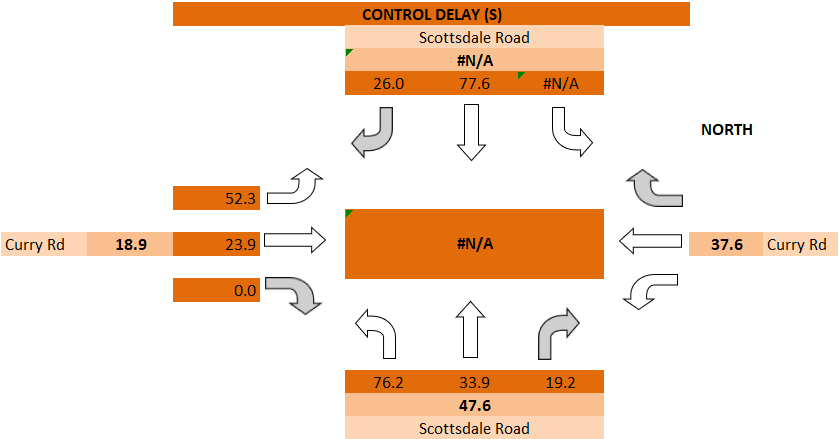 CONTROL DELAY (S)
Scottsdale Road
#N/A
26.0 77.6 #N/A
NORTH
52.3
Curry Rd 18.9 23.9 #N/A 37.6 Curry Rd
0.0
76.2 33.9 19.2
47.6
Scottsdale Road